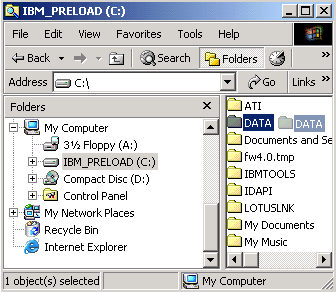 IBM_PRELOAD (C:)
File Edit View Favorites Tools Help
Back Search Folders
Address C:\ Go Links »
Folders
My Computer
3½ Floppy (A:)
IBM_PRELOAD (C:)
Compact Disc (D:)
Control Panel
My Network Places
Recycle Bin
Internet Explorer
ATI
DATA DATA
Documents and Se
fw4.0.tmp
IBMTOOLS
IDAPI
LOTUSLNK
My Documents
My Music
1 object(s) selected My Computer